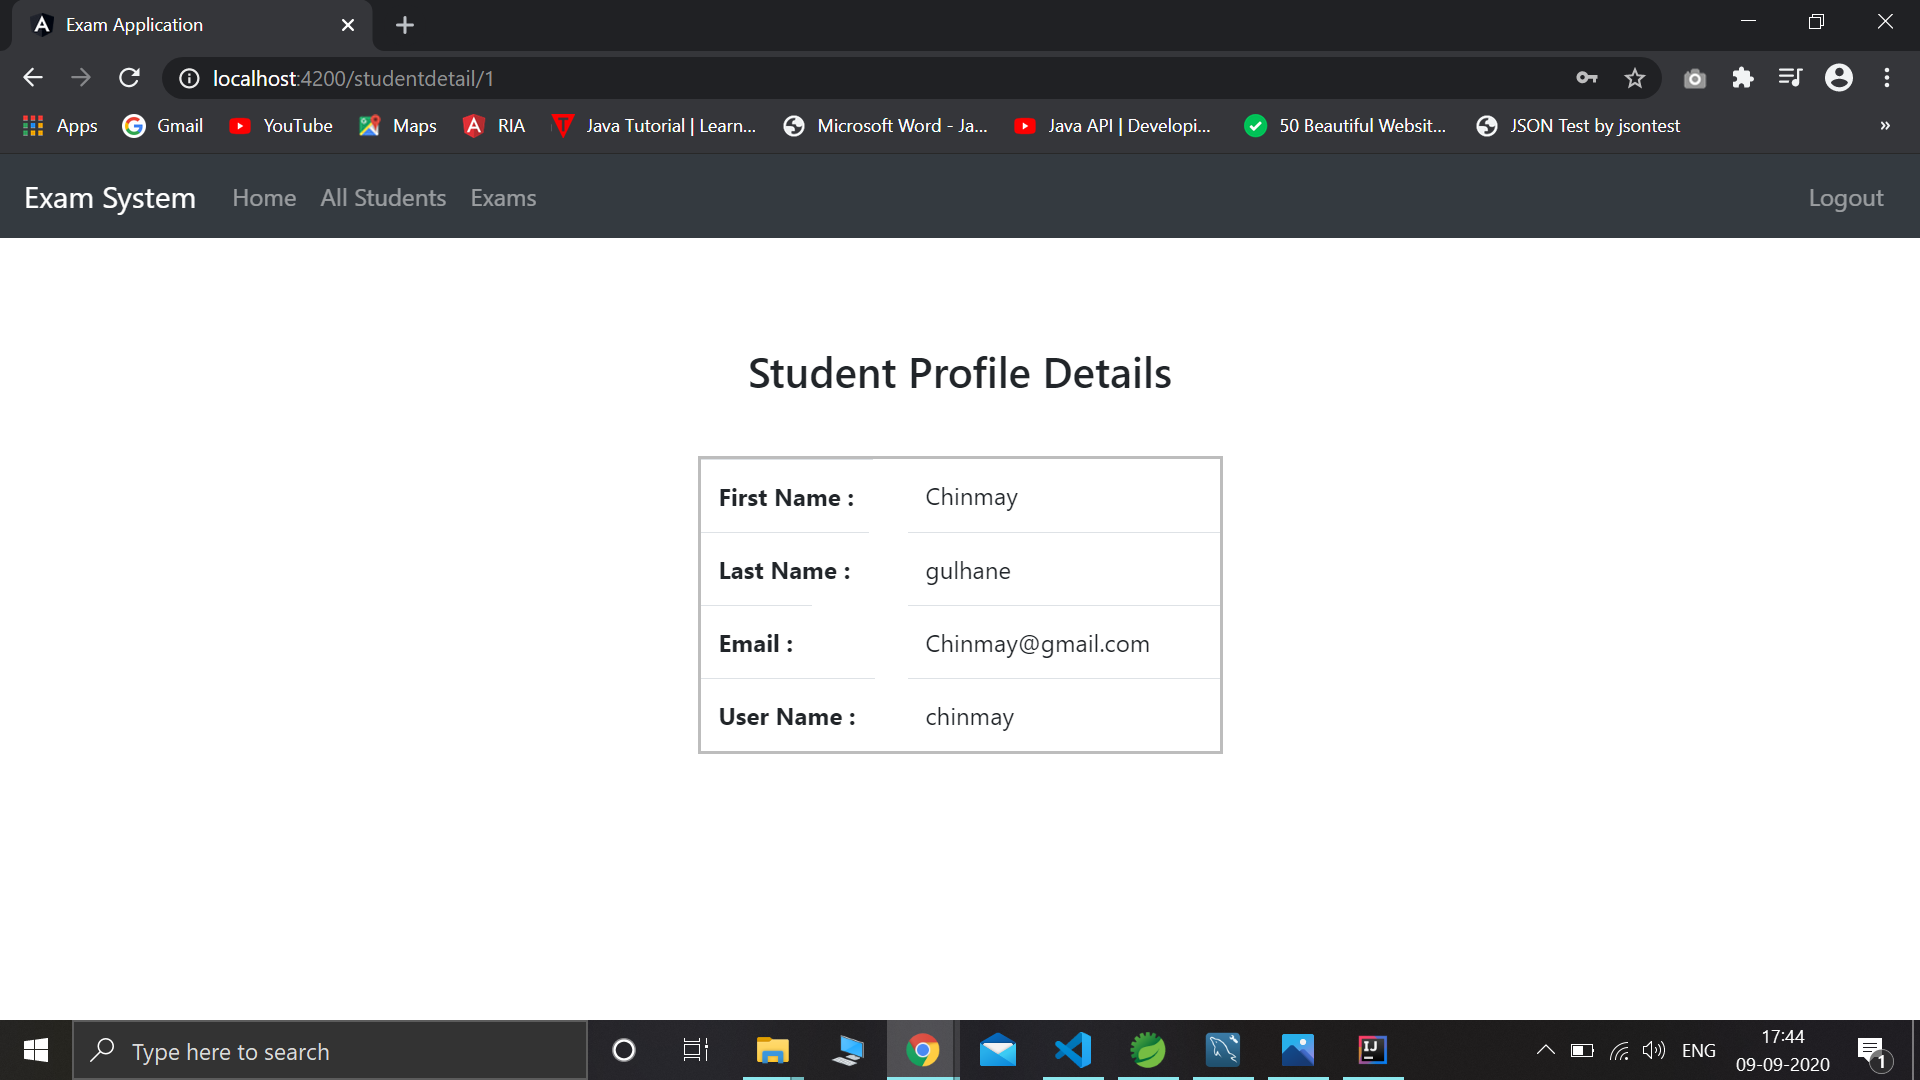 Exam Application
localhost:4200/studentdetail/1
Apps Gmail YouTube Maps RIA Java Tutorial | Learn... Microsoft Word - Ja... Java API | Developi... 50 Beautiful Websit... JSON Test by jsontest »
Exam System Home All Students Exams Logout
Student Profile Details
First Name : Chinmay
Last Name : gulhane
Email : Chinmay@gmail.com
User Name : chinmay
Type here to search
IJ
ENG
17:44
09-09-2020
1